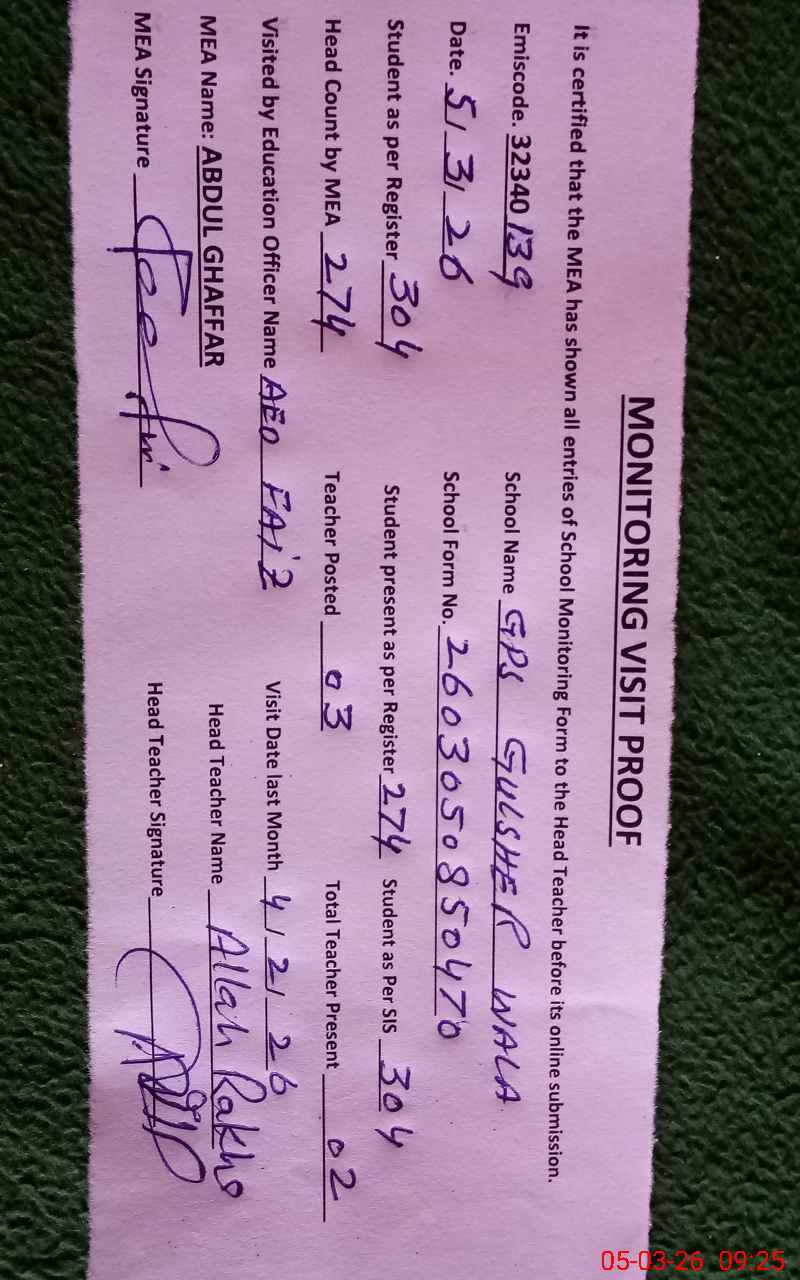 MONITORING VISIT PROOF
It is certified that the MEA has shown all entries of School Monitoring Form to the Head Teacher before its online submission.
Emiscode. 32340139 School Name GPS GULSHER WALA
Date. 5/3/26 School Form No. 2603050850470
Student as per Register 304 Student present as per Register 274 Student as Per SIS 304
Head Count by MEA 274 Teacher Posted 03 Total Teacher Present 02
Visited by Education Officer Name AEO FAIZ Visit Date last Month 4/2/26
MEA Name: ABDUL GHAFFAR Head Teacher Name Allah Rakha
MEA Signature Head Teacher Signature
05-03-26 09:25